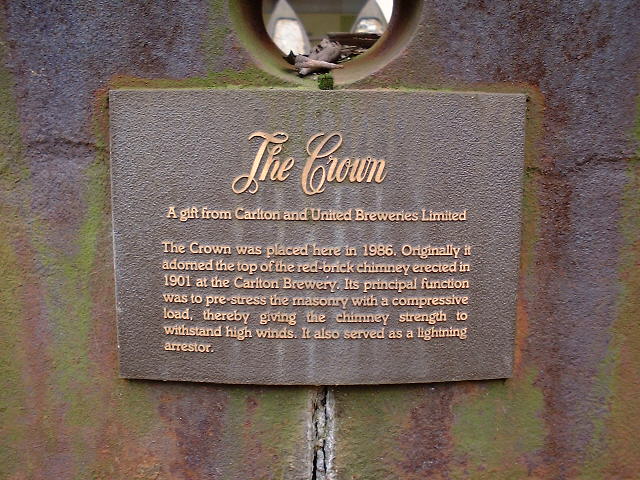 The Crown
A gift from Carlton and United Breweries Limited
The Crown was placed here in 1986. Originally it
adorned the top of the red-brick chimney erected in
1901 at the Carlton Brewery. Its principal function
was to pre-stress the masonry with a compressive
load, thereby giving the chimney strength to
withstand high winds. It also served as a lightning
arrestor.